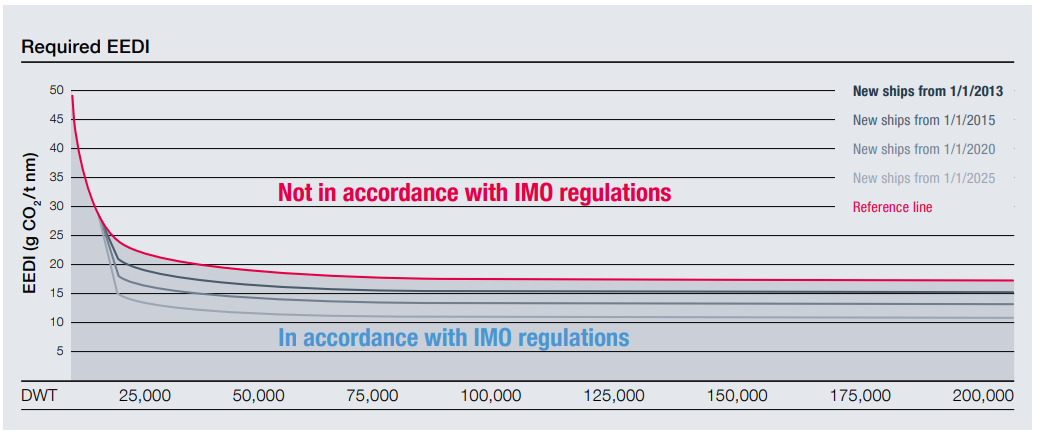 Required EEDI
50
45
40
35
30
25
20
15
10
5
EEDI (g CO₂/t nm)
New ships from 1/1/2013
New ships from 1/1/2015
New ships from 1/1/2020
New ships from 1/1/2025
Reference line
Not in accordance with IMO regulations
In accordance with IMO regulations
DWT 25,000 50,000 75,000 100,000 125,000 150,000 175,000 200,000